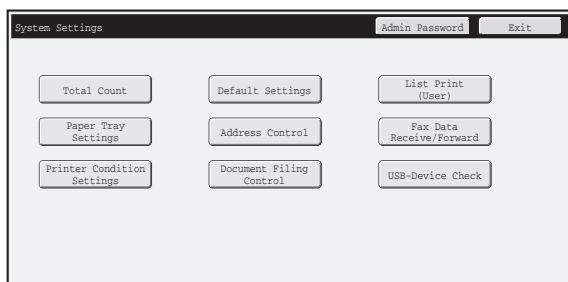 System Settings
Admin Password
Exit
Total Count
Default Settings
List Print
(User)
Paper Tray
Settings
Address Control
Fax Data
Receive/Forward
Printer Condition
Settings
Document Filing
Control
USB-Device Check